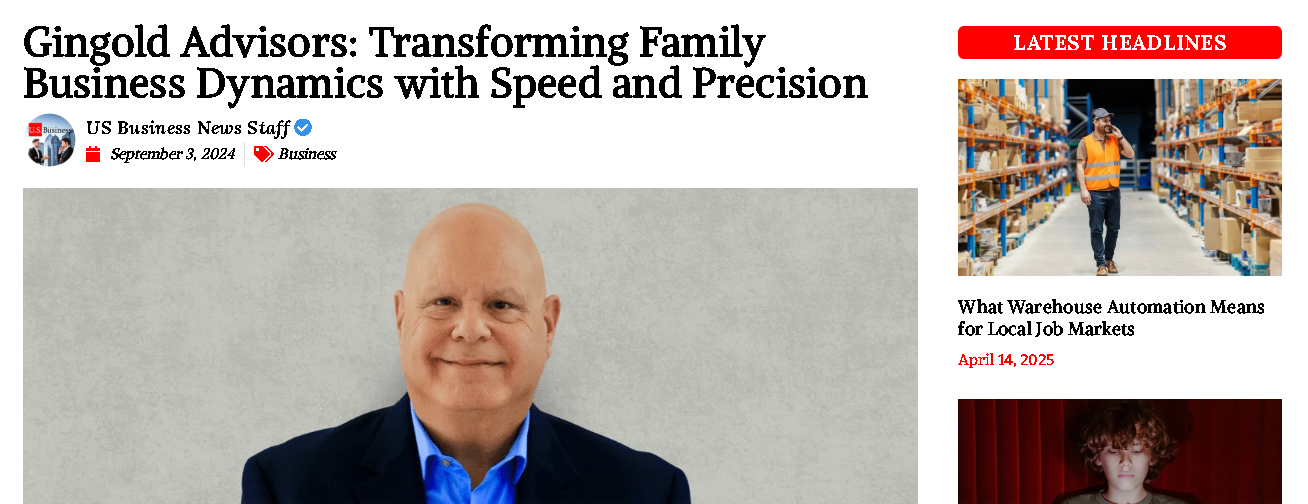 Gingold Advisors: Transforming Family
Business Dynamics with Speed and Precision
U.S. Business
US Business News Staff
September 3, 2024
Business
LATEST HEADLINES
What Warehouse Automation Means
for Local Job Markets
April 14, 2025